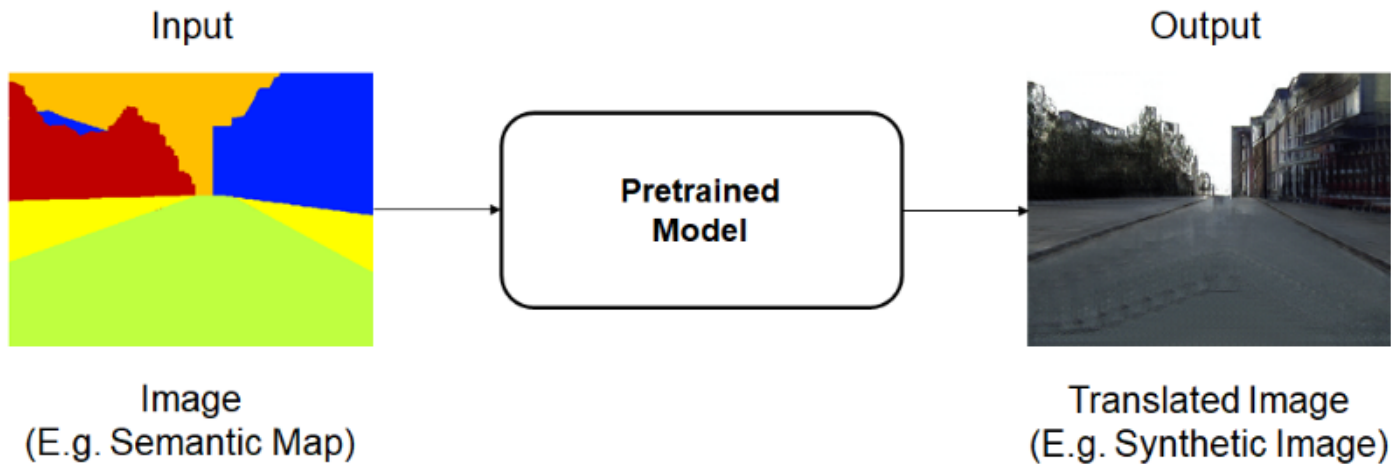 Input
Output
Pretrained
Model
Image
(E.g. Semantic Map)
Translated Image
(E.g. Synthetic Image)